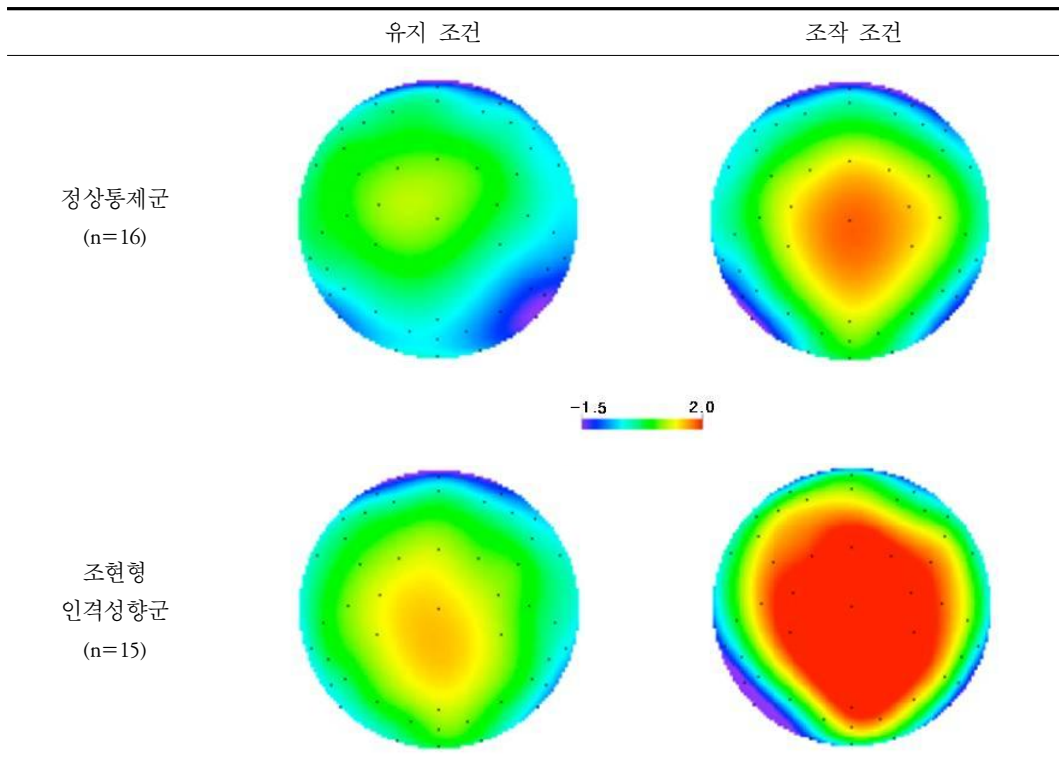 유지 조건 조작 조건
정상통제군
(n=16)
-1.5 2.0
조현형
인격성향군
(n=15)